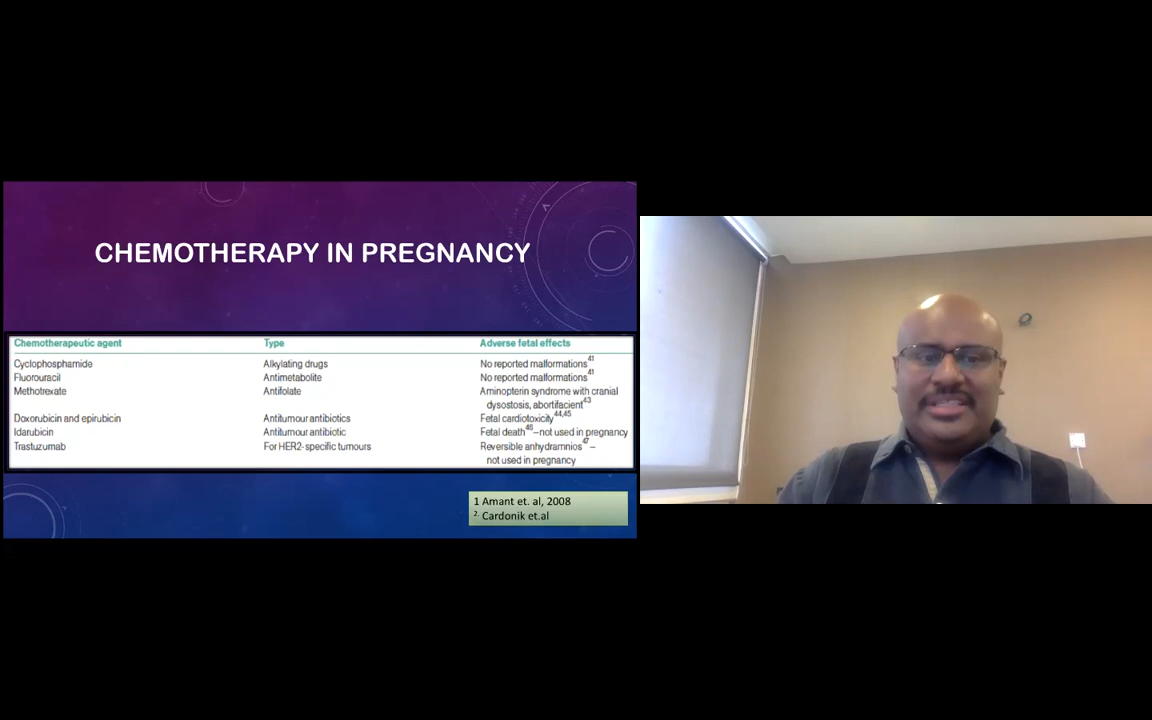 CHEMOTHERAPY IN PREGNANCY
Chemotherapeutic agent Type Adverse fetal effects
Cyclophosphamide Alkylating drugs No reported malformations41
Fluorouracil Antimetabolite No reported malformations41
Methotrexate Antifolate Aminopterin syndrome with cranial
dysostosis, abortifacient43
Doxorubicin and epirubicin Antitumour antibiotics Fetal cardiotoxicity44,45
Idarubicin Antitumour antibiotic Fetal death46–not used in pregnancy
Trastuzumab For HER2-specific tumours Reversible anhydramnios47–
not used in pregnancy
1 Amant et. al, 2008
2. Cardonik et.al